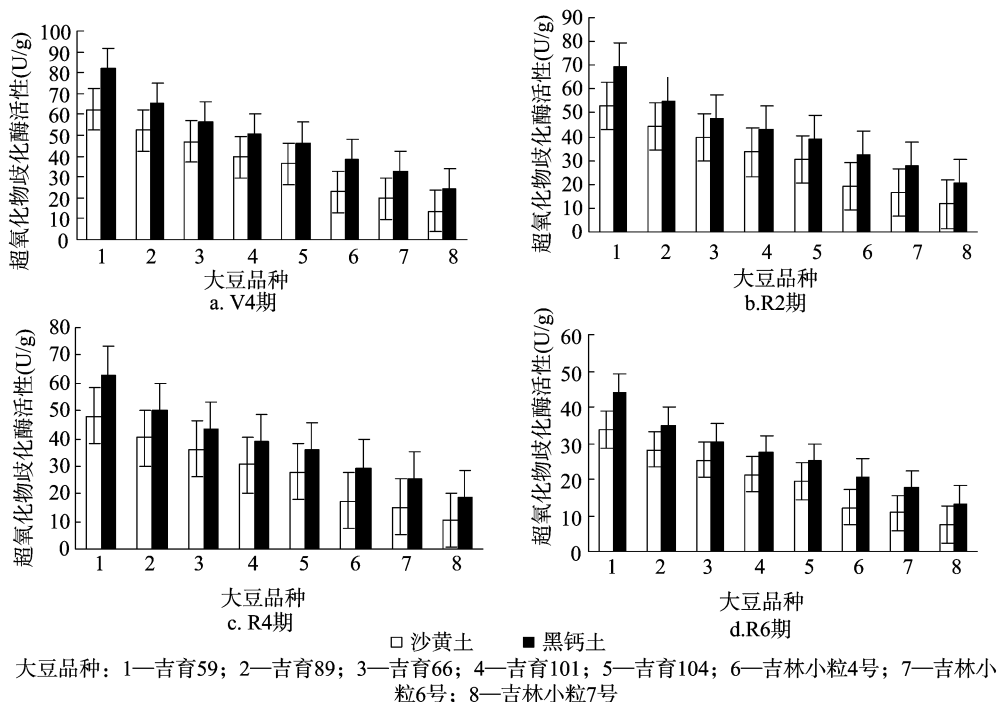 超氧化物歧化酶活性(U/g)
100
90
80
70
60
50
40
30
20
10
0
1 2 3 4 5 6 7 8
大豆品种
a. V4期
超氧化物歧化酶活性(U/g)
90
80
70
60
50
40
30
20
10
0
1 2 3 4 5 6 7 8
大豆品种
b.R2期
超氧化物歧化酶活性(U/g)
80
70
60
50
40
30
20
10
0
1 2 3 4 5 6 7 8
大豆品种
c. R4期
超氧化物歧化酶活性(U/g)
60
50
40
30
20
10
0
1 2 3 4 5 6 7 8
大豆品种
d.R6期
沙黄土 黑钙土
大豆品种：1—吉育59；2—吉育89；3—吉育66；4—吉育101；5—吉育104；6—吉林小粒4号；7—吉林小
粒6号；8—吉林小粒7号